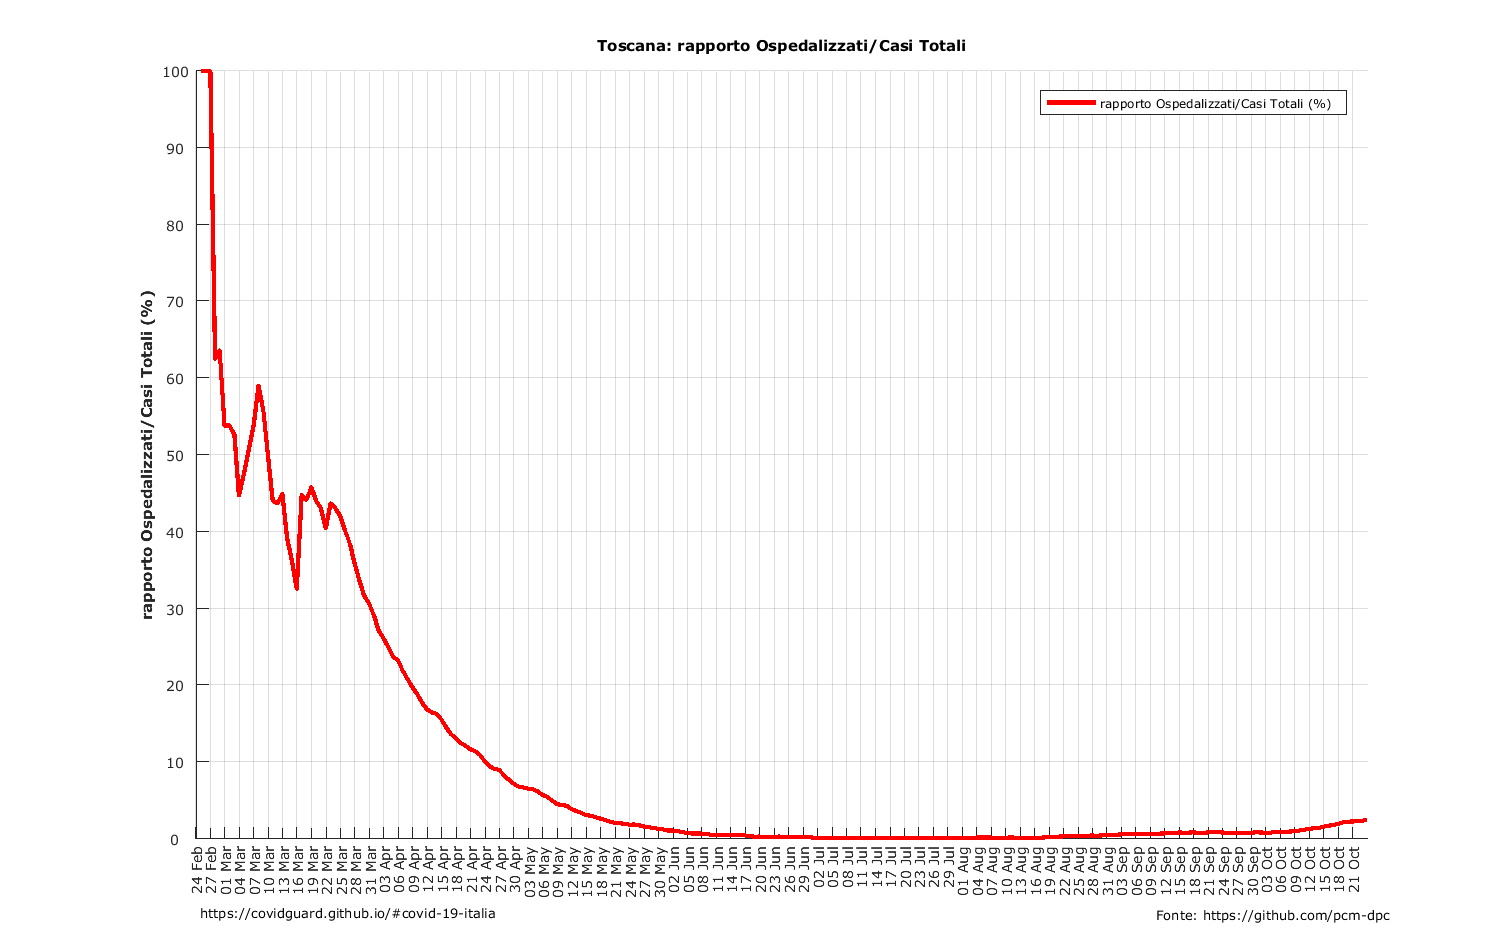 Toscana: rapporto Ospedalizzati/Casi Totali
rapporto Ospedalizzati/Casi Totali (%)
rapporto Ospedalizzati/Casi Totali (%)
100
90
80
70
60
50
40
30
20
10
0
24 Feb
27 Feb
01 Mar
04 Mar
07 Mar
10 Mar
13 Mar
16 Mar
19 Mar
22 Mar
25 Mar
28 Mar
31 Mar
03 Apr
06 Apr
09 Apr
12 Apr
15 Apr
18 Apr
21 Apr
24 Apr
27 Apr
30 Apr
03 May
06 May
09 May
12 May
15 May
18 May
21 May
24 May
27 May
30 May
02 Jun
05 Jun
08 Jun
11 Jun
14 Jun
17 Jun
20 Jun
23 Jun
26 Jun
29 Jun
02 Jul
05 Jul
08 Jul
11 Jul
14 Jul
17 Jul
20 Jul
23 Jul
26 Jul
29 Jul
01 Aug
04 Aug
07 Aug
10 Aug
13 Aug
16 Aug
19 Aug
22 Aug
25 Aug
28 Aug
31 Aug
03 Sep
06 Sep
09 Sep
12 Sep
15 Sep
18 Sep
21 Sep
24 Sep
27 Sep
30 Sep
03 Oct
06 Oct
09 Oct
12 Oct
15 Oct
18 Oct
21 Oct
https://covidguard.github.io/#covid-19-italia
Fonte: https://github.com/pcm-dpc